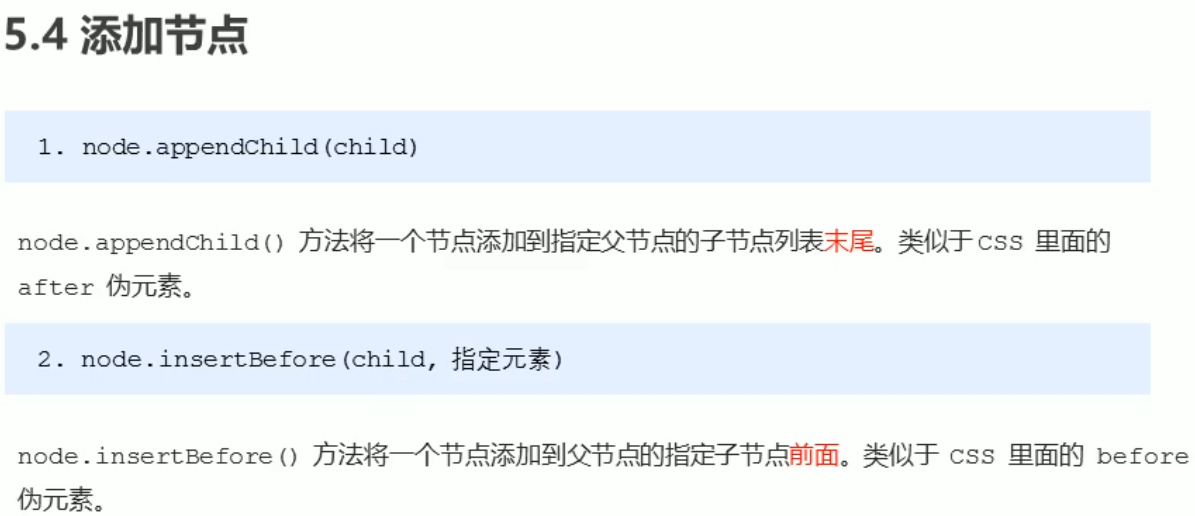 5.4 添加节点
1. node.appendChild(child)
node.appendChild() 方法将一个节点添加到指定父节点的子节点列表末尾。类似于CSS 里面的
after 伪元素。
2. node.insertBefore(child, 指定元素)
node.insertBefore() 方法将一个节点添加到父节点的指定子节点前面。类似于 CSS 里面的 before
伪元素。